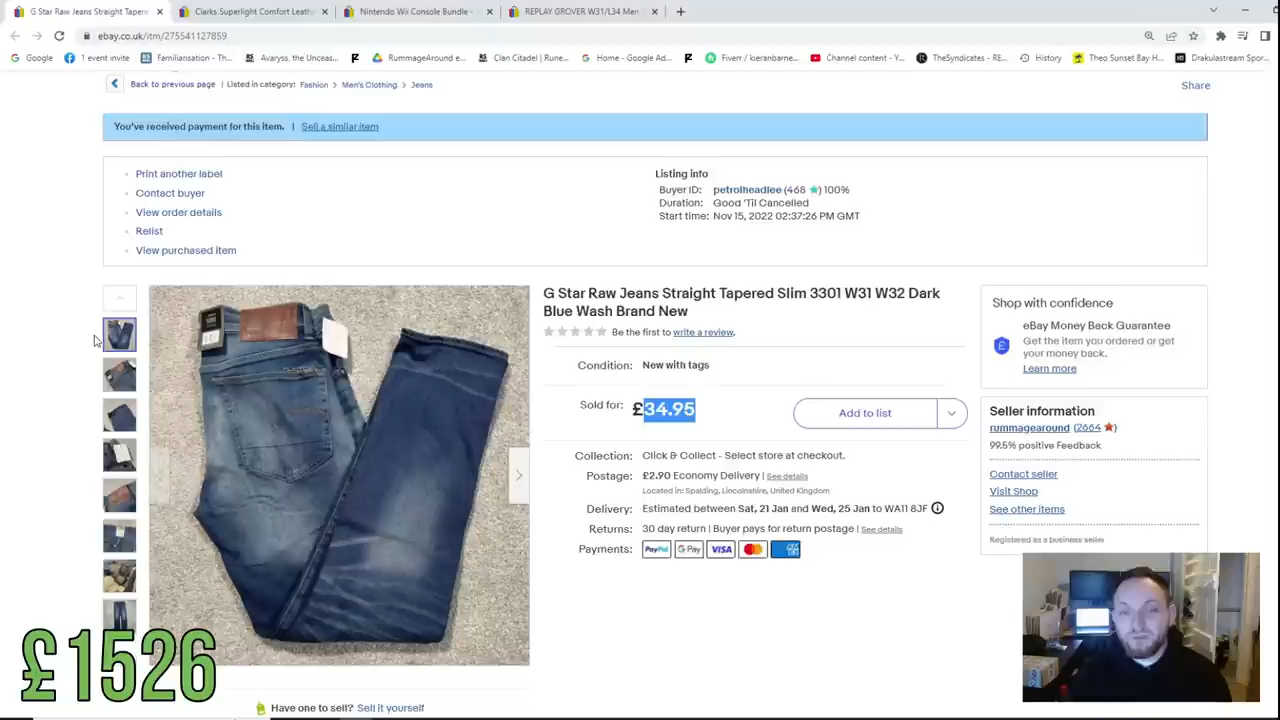 G Star Raw Jeans Straight Tapere
Clarks Superlight Comfort Leath
Nintendo Wii Console Bundle -
REPLAY GROVER W31/L34 Men
ebay.co.uk/itm/275541127859
Google
1 event invite
Familiansation - Th...
Avaryss, the Unceas...
RummageAround e...
Clan Citadel | Rune...
Home - Google Ad...
Fiverr / kieranbarne...
Channel content - Y...
TheSyndicates - RE...
History
Theo Sunset Bay H...
Drakulastream Spor...
Back to previous page | Listed in category: Fashion > Men's Clothing > Jeans
Share
You've received payment for this item. | Sell a similar item
Print another label
Contact buyer
View order details
Relist
View purchased item
Listing info
Buyer ID: petrolheadlee (468 ) 100%
Duration: Good 'Til Cancelled
Start time: Nov 15, 2022 02:37:26 PM GMT
G Star Raw Jeans Straight Tapered Slim 3301 W31 W32 Dark
Blue Wash Brand New
Be the first to write a review.
Condition: New with tags
Sold for: £34.95
Add to list
Collection: Click & Collect - Select store at checkout.
Postage: £2.90 Economy Delivery | See details
Located in: Spalding, Lincolnshire, United Kingdom
Delivery: Estimated between Sat, 21 Jan and Wed, 25 Jan to WA11 8JF
Returns: 30 day return | Buyer pays for return postage | See details
Payments: PayPal G Pay VISA
Shop with confidence
eBay Money Back Guarantee
Get the item you ordered or get
your money back.
Learn more
Seller information
rummagearound (2664 )
99.5% positive Feedback
Contact seller
Visit Shop
See other items
Registered as a business seller
£1526
Have one to sell? Sell it yourself